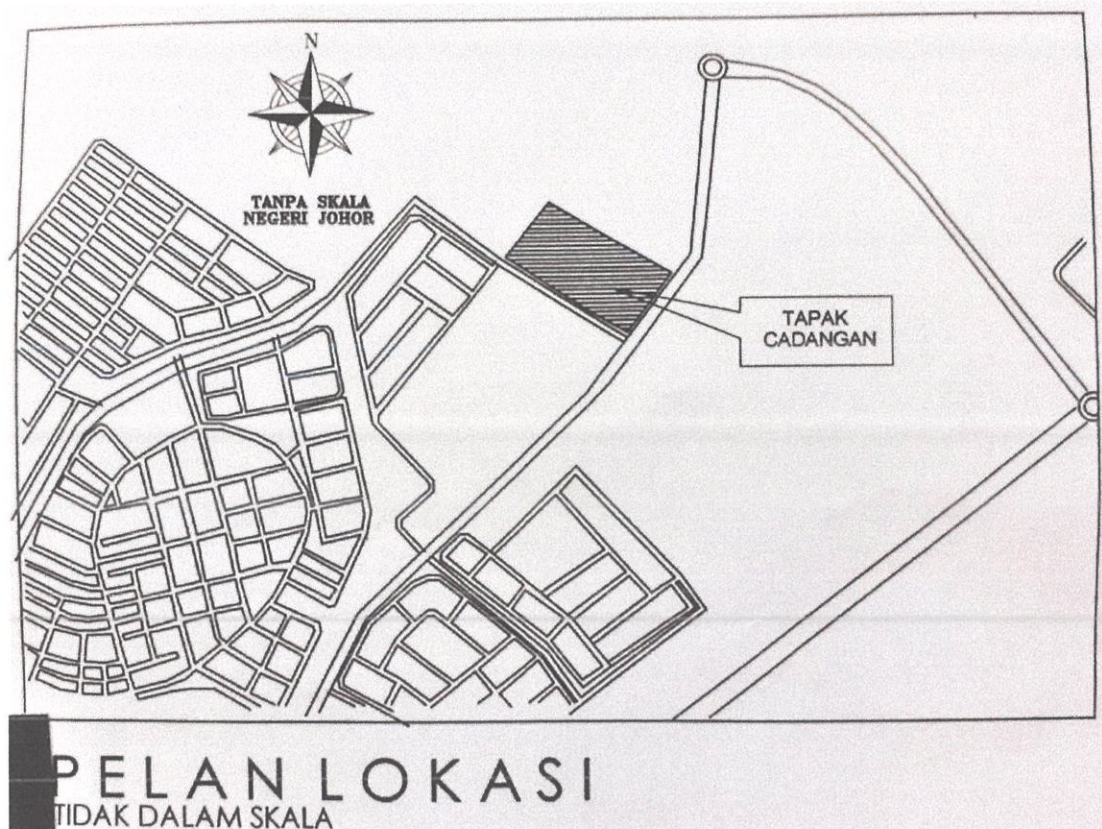 N
TANPA SKALA
NEGERI JOHOR
TAPAK
CADANGAN
PELAN LOKASI
TIDAK DALAM SKALA